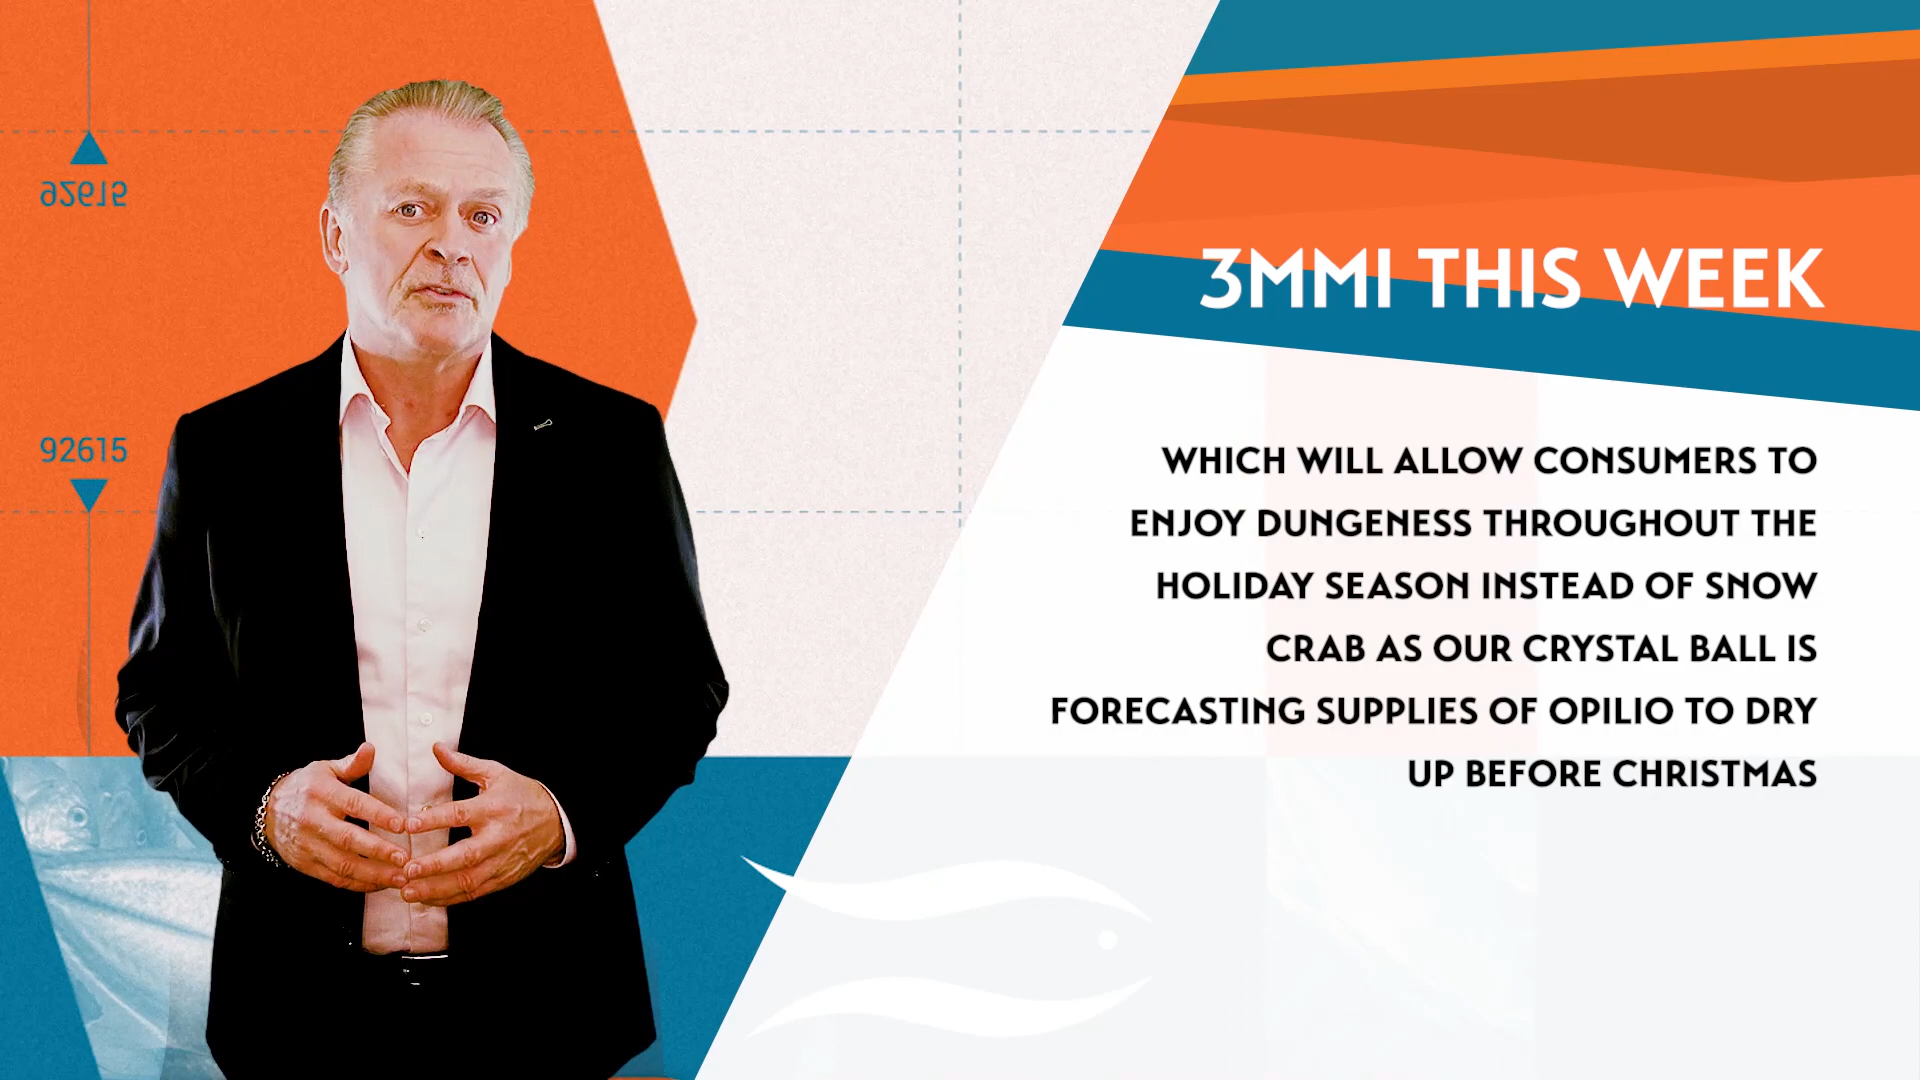 92615
92615
3MMI THIS WEEK
WHICH WILL ALLOW CONSUMERS TO
ENJOY DUNGENESS THROUGHOUT THE
HOLIDAY SEASON INSTEAD OF SNOW
CRAB AS OUR CRYSTAL BALL IS
FORECASTING SUPPLIES OF OPILIO TO DRY
UP BEFORE CHRISTMAS